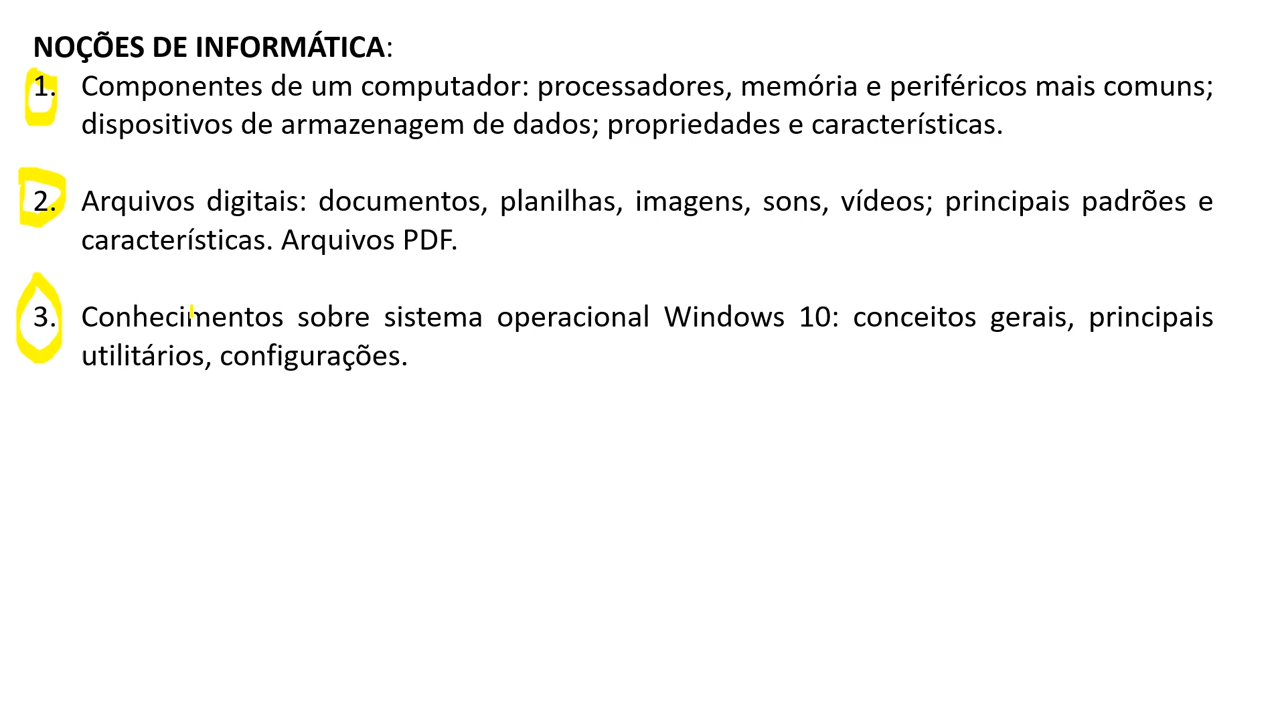 NOÇÕES DE INFORMÁTICA:
1. Componentes de um computador: processadores, memória e periféricos mais comuns;
dispositivos de armazenagem de dados; propriedades e características.
2. Arquivos digitais: documentos, planilhas, imagens, sons, vídeos; principais padrões e
características. Arquivos PDF.
3. Conhecimentos sobre sistema operacional Windows 10: conceitos gerais, principais
utilitários, configurações.